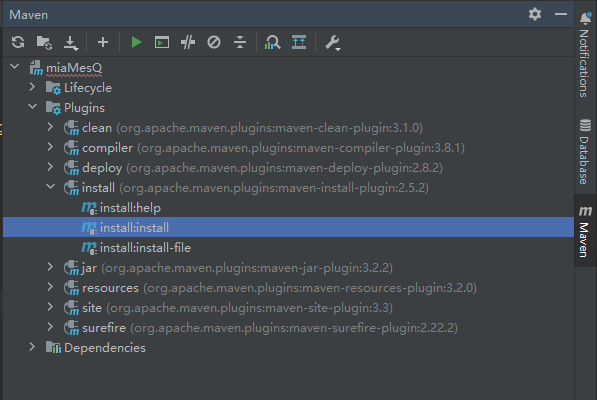 Maven
miaMesQ
Lifecycle
Plugins
clean (org.apache.maven.plugins:maven-clean-plugin:3.1.0)
compiler (org.apache.maven.plugins:maven-compiler-plugin:3.8.1)
deploy (org.apache.maven.plugins:maven-deploy-plugin:2.8.2)
install (org.apache.maven.plugins:maven-install-plugin:2.5.2)
install:help
install:install
install:install-file
jar (org.apache.maven.plugins:maven-jar-plugin:3.2.2)
resources (org.apache.maven.plugins:maven-resources-plugin:3.2.0)
site (org.apache.maven.plugins:maven-site-plugin:3.3)
surefire (org.apache.maven.plugins:maven-surefire-plugin:2.22.2)
Dependencies
Notifications
Database
Maven